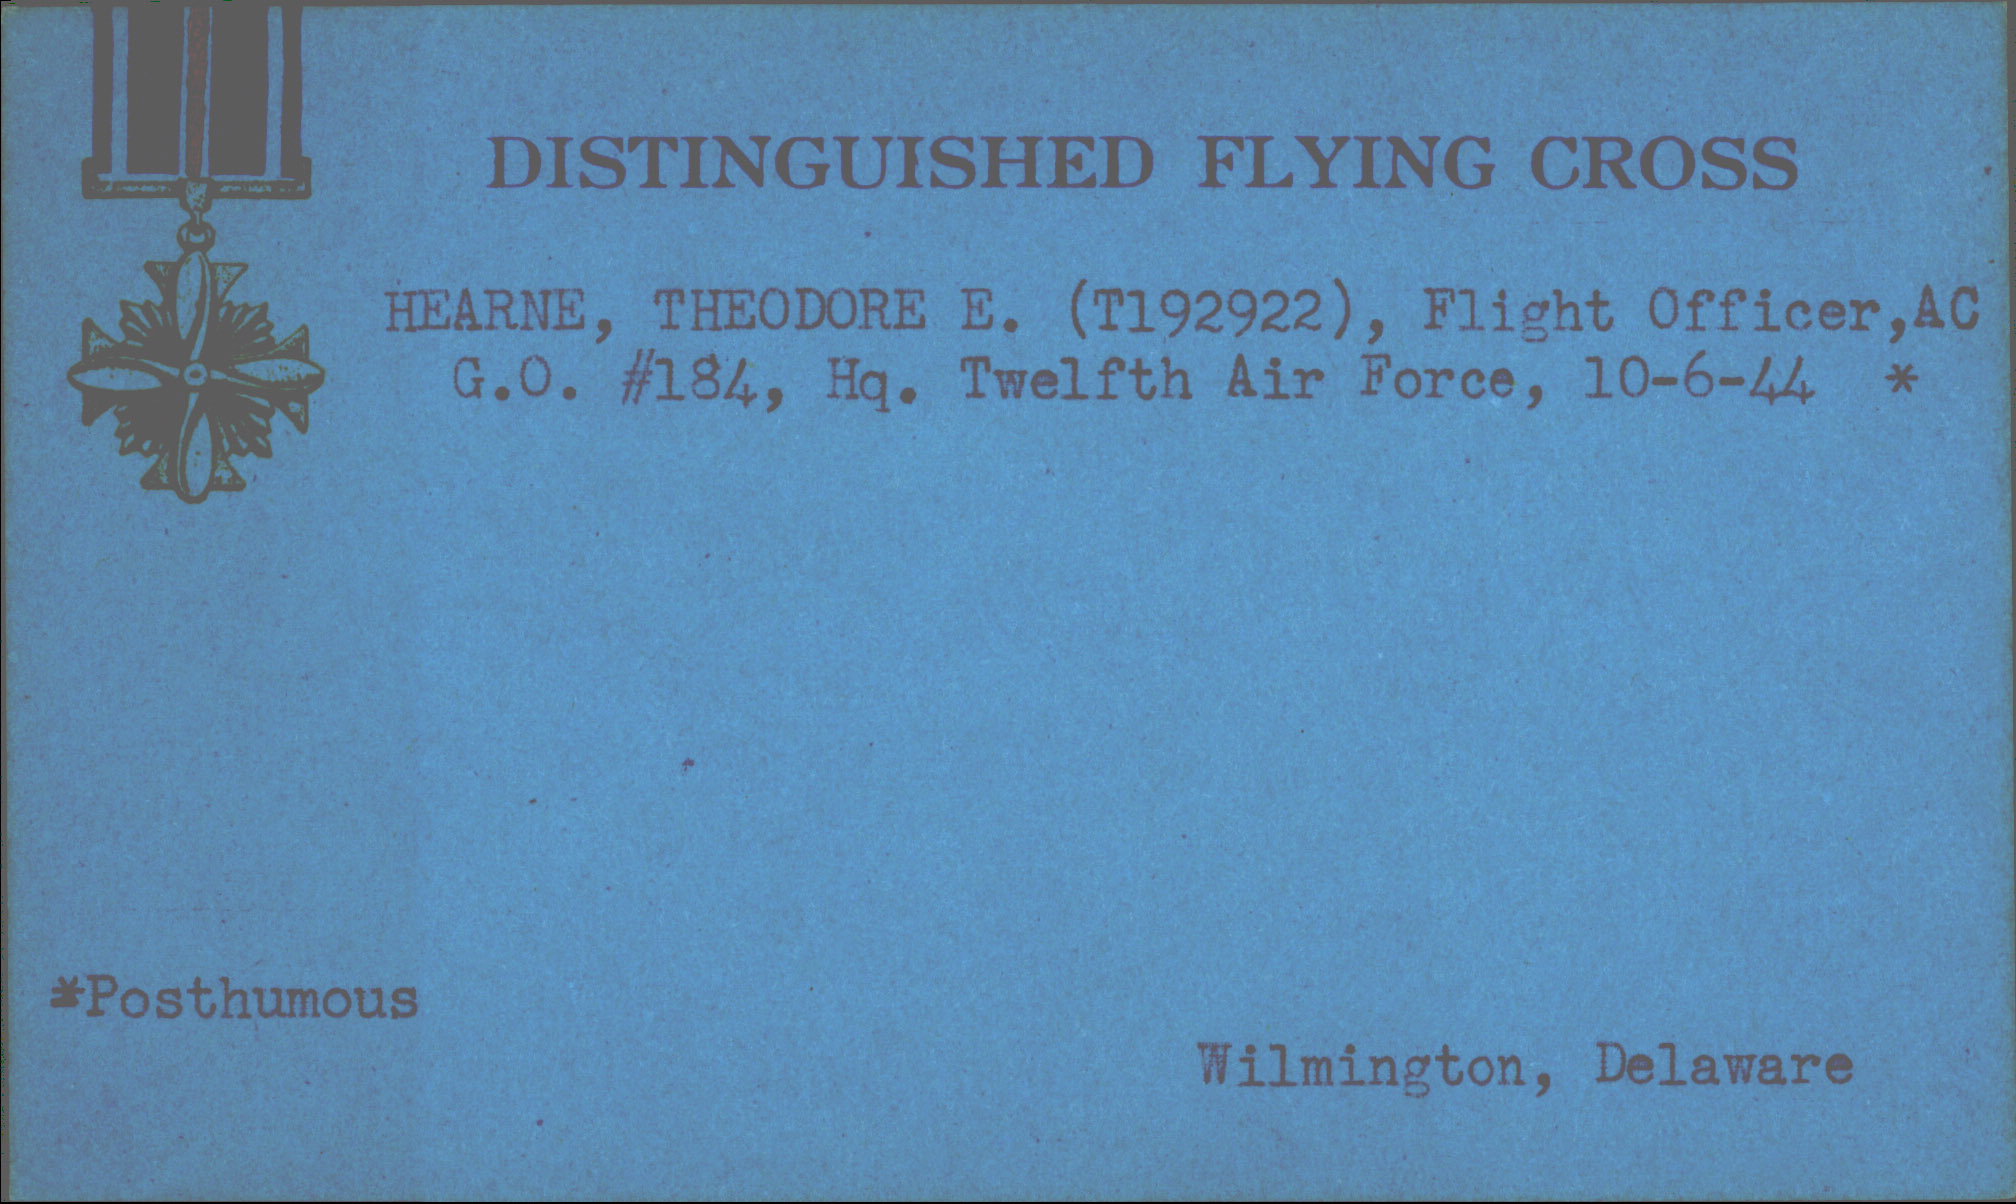 DISTINGUISHED FLYING CROSS
HEARNE, THEODORE E. (T192922), Flight Officer,AC
G.O. #184, Hq. Twelfth Air Force, 10-6-44 *
*Posthumous
Wilmington, Delaware